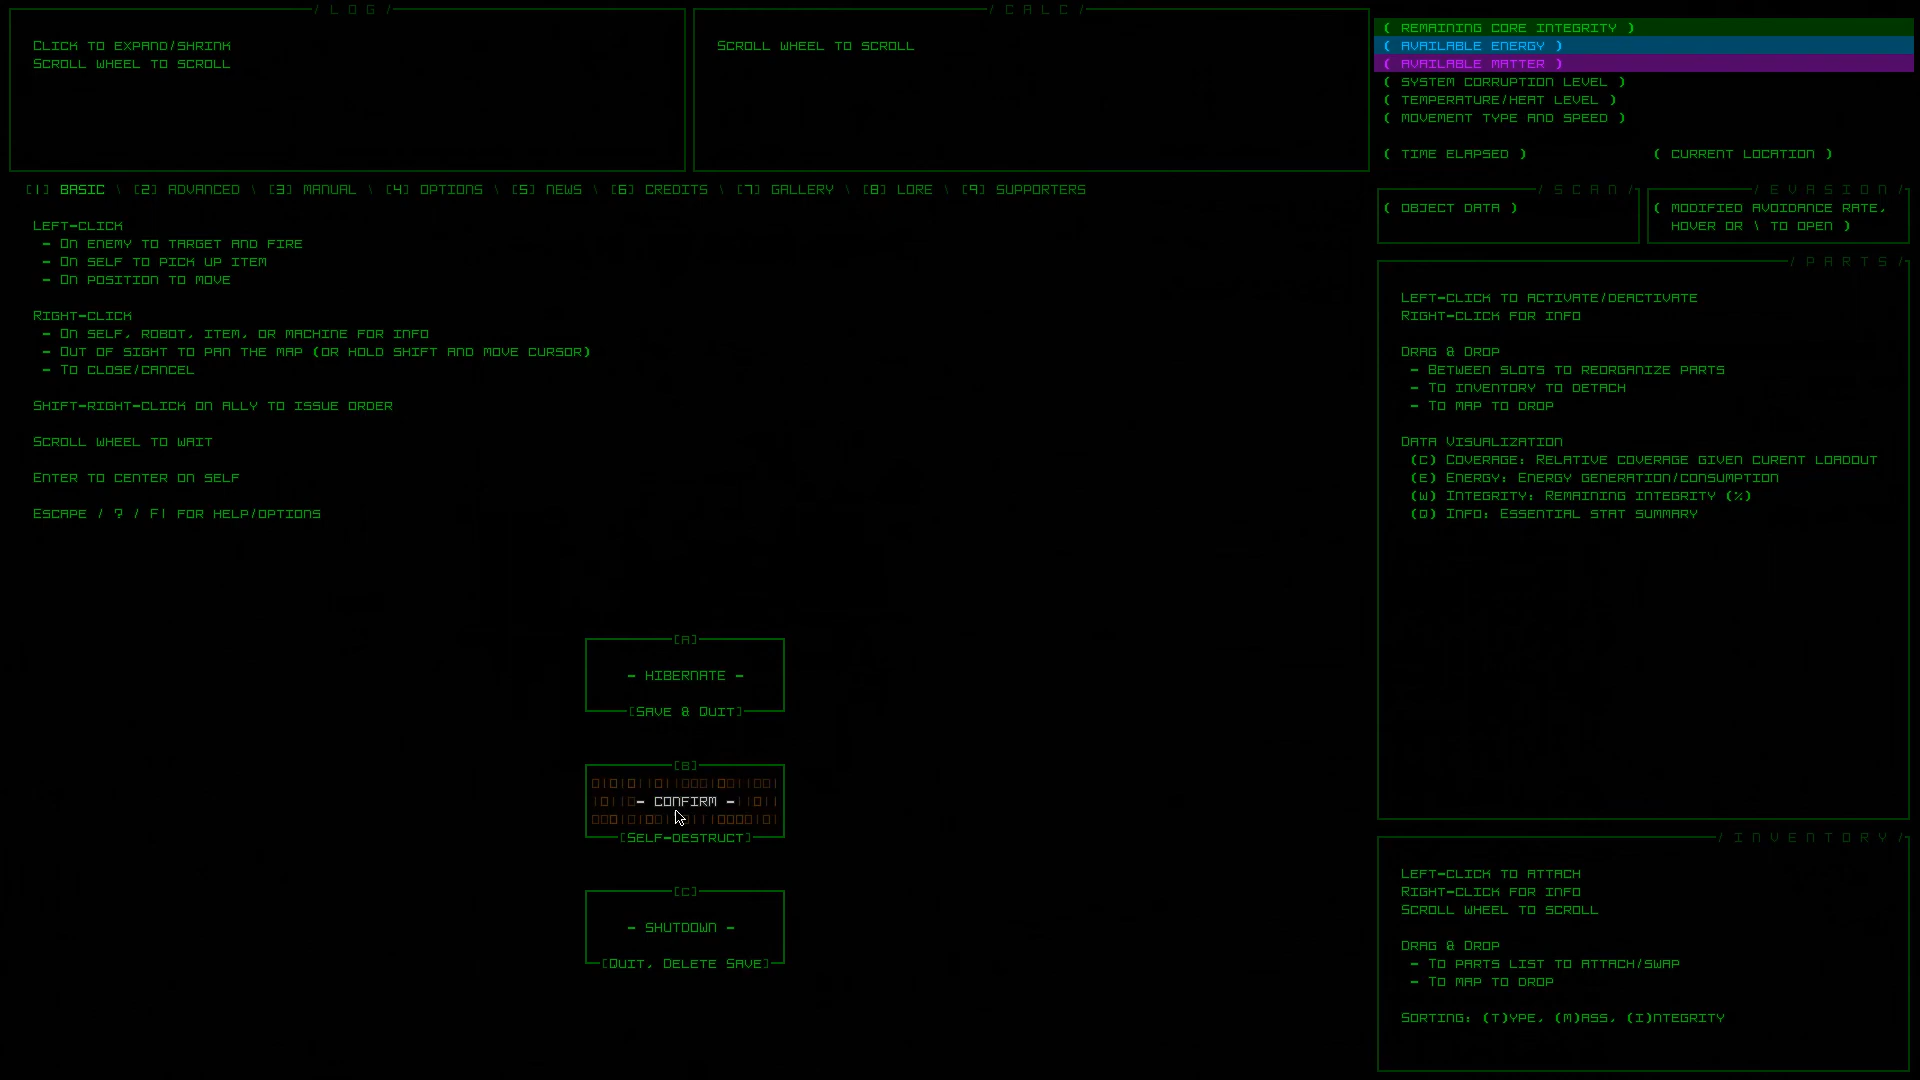 / L O G /
CLICK TO EXPAND/SHRINK
SCROLL WHEEL TO SCROLL
/ C A L C /
SCROLL WHEEL TO SCROLL
( REMAINING CORE INTEGRITY )
( AVAILABLE ENERGY )
( AVAILABLE MATTER )
( SYSTEM CORRUPTION LEVEL )
( TEMPERATURE/HEAT LEVEL )
( MOVEMENT TYPE AND SPEED )
( TIME ELAPSED )
( CURRENT LOCATION )
[1] BASIC \ [2] ADVANCED \ [3] MANUAL \ [4] OPTIONS \ [5] NEWS \ [6] CREDITS \ [7] GALLERY \ [8] LORE \ [9] SUPPORTERS
LEFT-CLICK
- ON ENEMY TO TARGET AND FIRE
- ON SELF TO PICK UP ITEM
- ON POSITION TO MOVE
RIGHT-CLICK
- ON SELF, ROBOT, ITEM, OR MACHINE FOR INFO
- OUT OF SIGHT TO PAN THE MAP (OR HOLD SHIFT AND MOVE CURSOR)
- TO CLOSE/CANCEL
SHIFT-RIGHT-CLICK ON ALLY TO ISSUE ORDER
SCROLL WHEEL TO WAIT
ENTER TO CENTER ON SELF
ESCAPE / ? / F1 FOR HELP/OPTIONS
[A]
- HIBERNATE -
[SAVE & QUIT]
[B]
- CONFIRM -
[SELF-DESTRUCT]
[C]
- SHUTDOWN -
[QUIT, DELETE SAVE]
/ S C A N /
( OBJECT DATA )
/ E V A S I O N /
( MODIFIED AVOIDANCE RATE,
HOVER OR \ TO OPEN )
/ P A R T S /
LEFT-CLICK TO ACTIVATE/DEACTIVATE
RIGHT-CLICK FOR INFO
DRAG & DROP
- BETWEEN SLOTS TO REORGANIZE PARTS
- TO INVENTORY TO DETACH
- TO MAP TO DROP
DATA VISUALIZATION
(C) COVERAGE: RELATIVE COVERAGE GIVEN CURENT LOADOUT
(E) ENERGY: ENERGY GENERATION/CONSUMPTION
(W) INTEGRITY: REMAINING INTEGRITY (%)
(Q) INFO: ESSENTIAL STAT SUMMARY
/ I N V E N T O R Y /
LEFT-CLICK TO ATTACH
RIGHT-CLICK FOR INFO
SCROLL WHEEL TO SCROLL
DRAG & DROP
- TO PARTS LIST TO ATTACH/SWAP
- TO MAP TO DROP
SORTING: (T)YPE, (M)ASS, (I)NTEGRITY